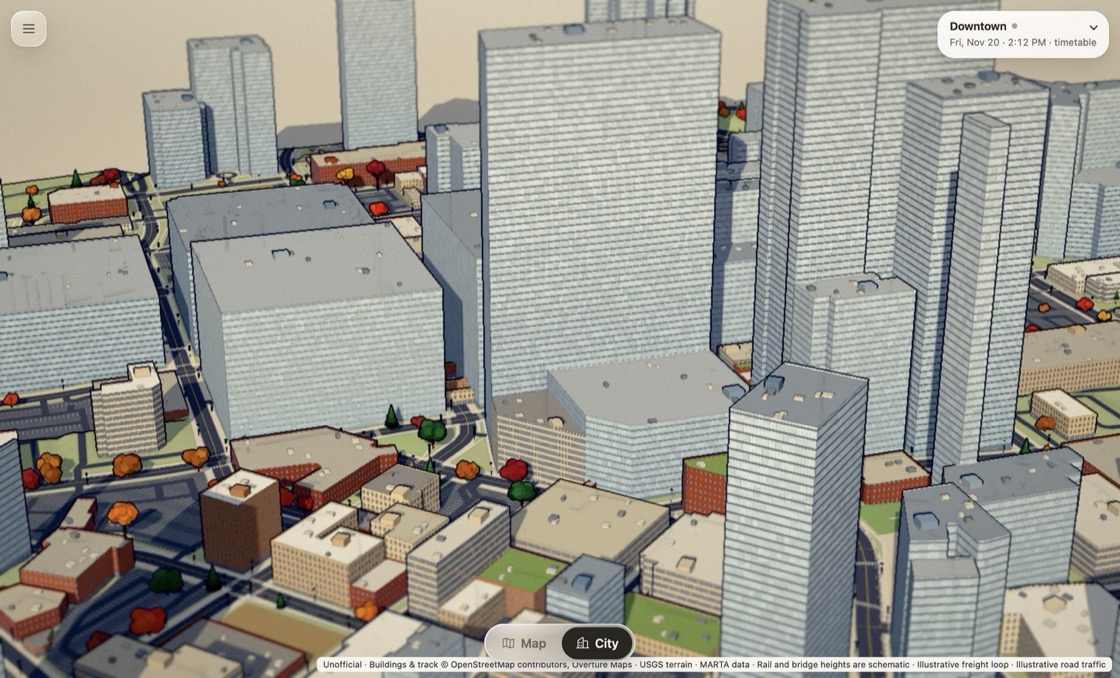 Downtown
Fri, Nov 20 · 2:12 PM · timetable
Map
City
Unofficial · Buildings & track © OpenStreetMap contributors, Overture Maps · USGS terrain · MARTA data · Rail and bridge heights are schematic · Illustrative freight loop · Illustrative road traffic